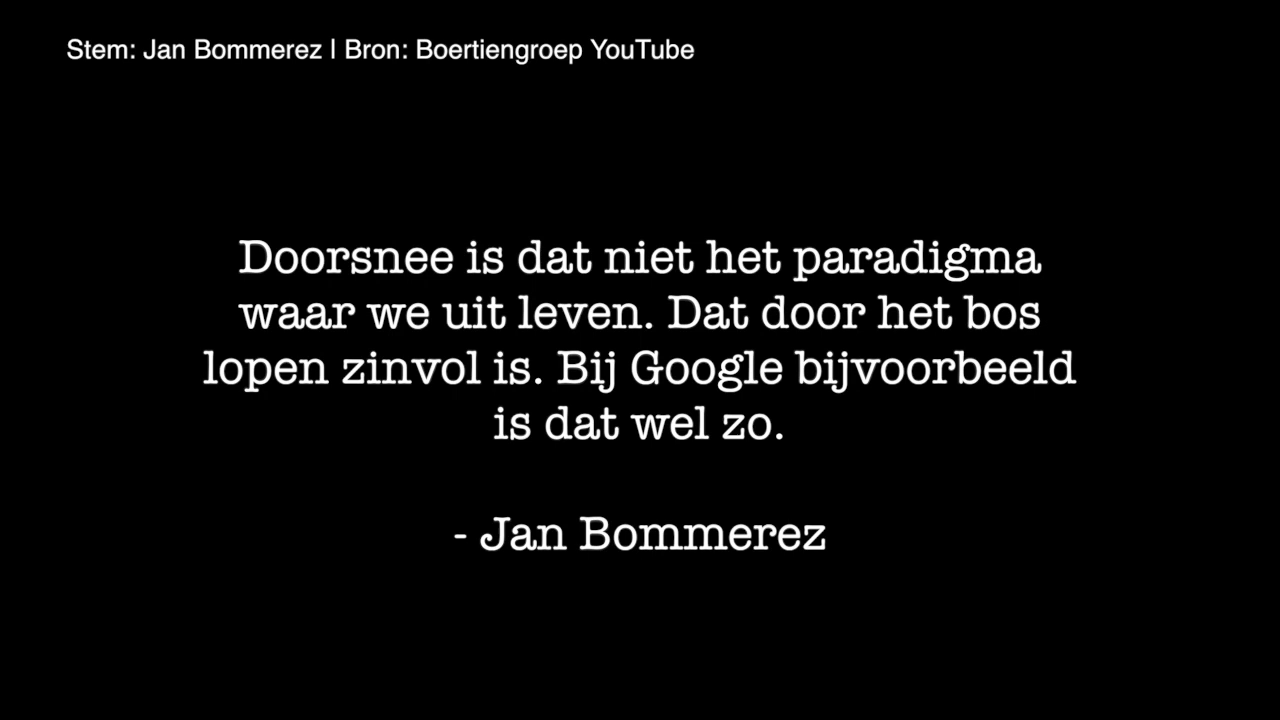 Stem: Jan Bommerez | Bron: Boertiengroep YouTube
Doorsnee is dat niet het paradigma
waar we uit leven. Dat door het bos
lopen zinvol is. Bij Google bijvoorbeeld
is dat wel zo.
- Jan Bommerez